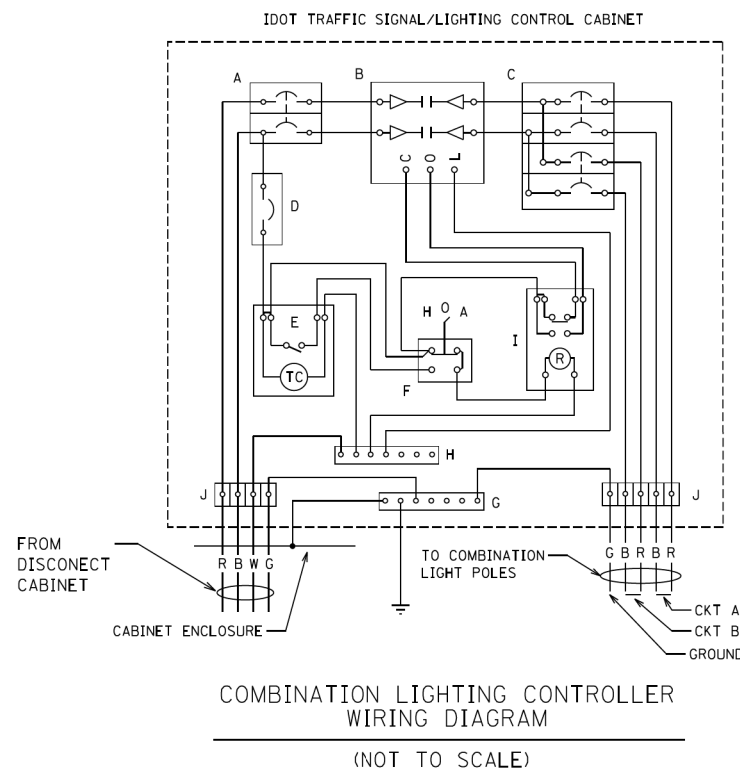 IDOT TRAFFIC SIGNAL/LIGHTING CONTROL CABINET
A
B
C
C O L
D
E
TC
H O A
F
I
R
H
J
G
J
FROM
DISCONECT
CABINET
R B W G
CABINET ENCLOSURE
TO COMBINATION
LIGHT POLES
G B R B R
CKT A
CKT B
GROUND
COMBINATION LIGHTING CONTROLLER
WIRING DIAGRAM
(NOT TO SCALE)